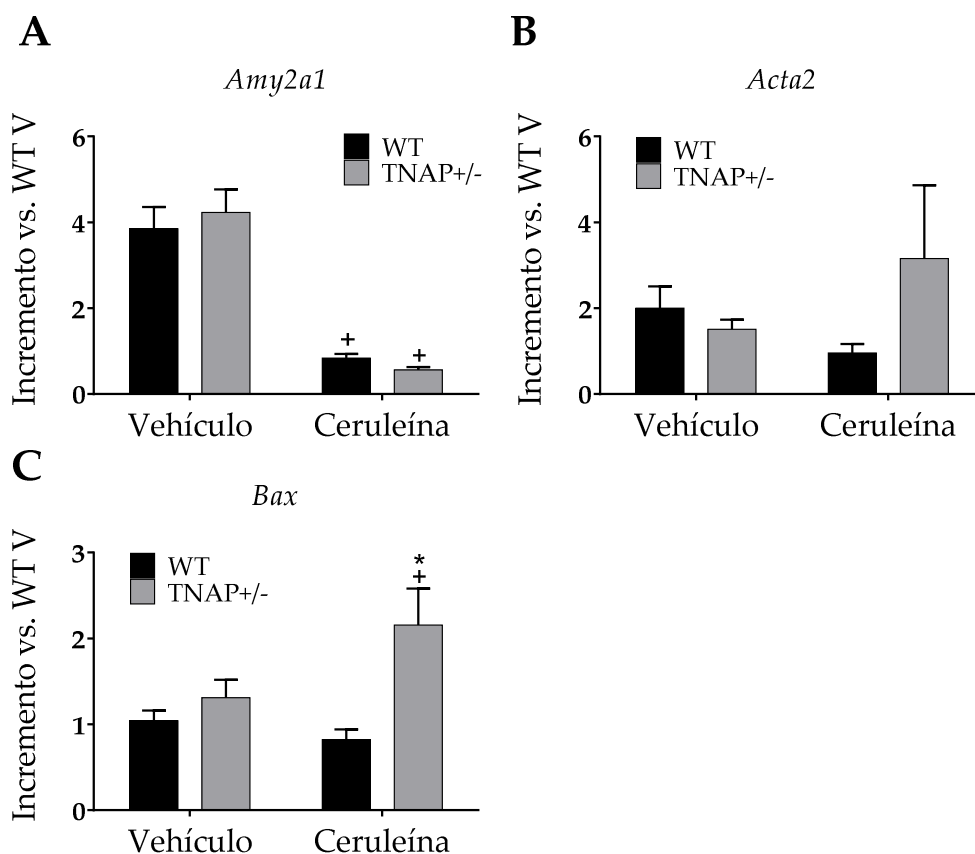 A
Amy2a1
Incremento vs. WT V
6
4
2
0
WT
TNAP+/-
+
+
Vehículo
Ceruleína
B
Acta2
Incremento vs. WT V
6
4
2
0
WT
TNAP+/-
Vehículo
Ceruleína
C
Bax
Incremento vs. WT V
3
2
1
0
WT
TNAP+/-
*
+
Vehículo
Ceruleína